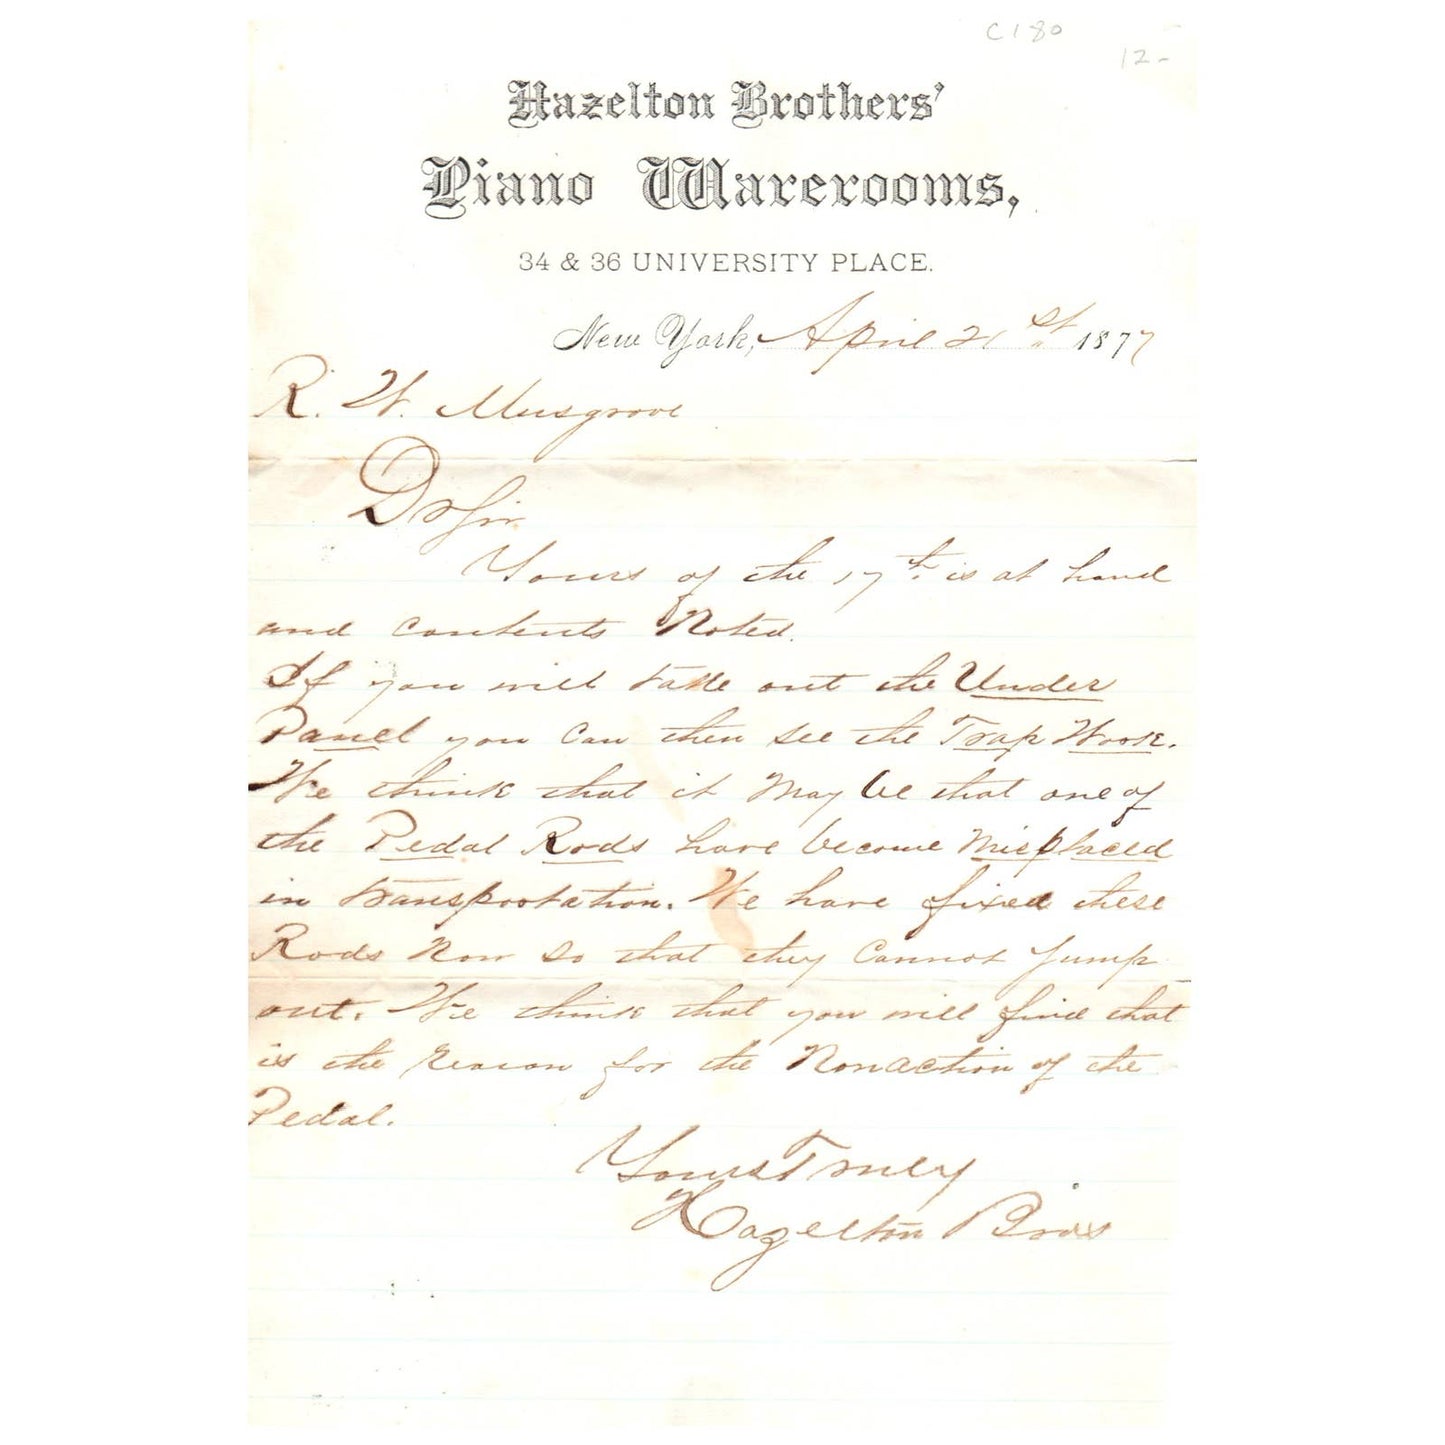 C180
12-
Hazelton Brothers'
Piano Warerooms,
34 & 36 UNIVERSITY PLACE.
New York, April 21st 1877
R. W. Musgrove
Dr Sir
Yours of the 17th. is at hand
and contents Noted.
If you will take out the Under
Panel you Can then see the Trap Work.
We think that it May be that one of
the Pedal Rods have become Misplaced
in transportation. We have fixed these
Rods Now so that they Cannot Jump
out. We think that you will find that
is the reason for the Nonaction of the
Pedal.
Yours Truely
Hazelton Bros